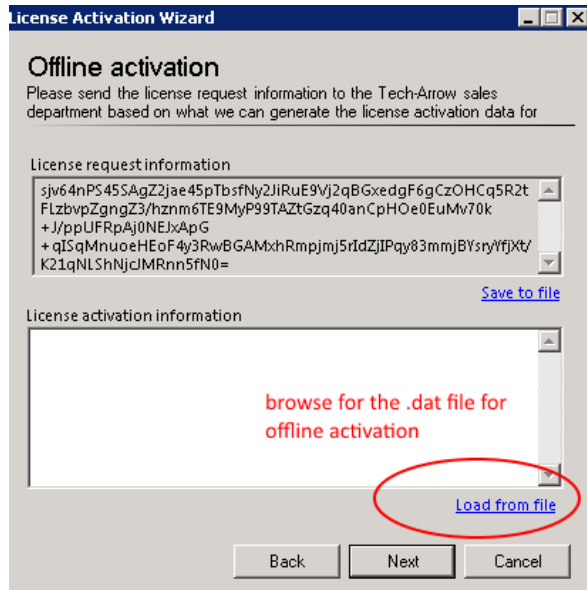 License Activation Wizard
Offline activation
Please send the license request information to the Tech-Arrow sales
department based on what we can generate the license activation data for
License request information
sjv64nPS45SAgZ2jae45pTbsfNy2JiRuE9Vj2qBGxedgF6gCzOHCq5R2t
FLzbvpZgngZ3/hznm6TE9MyP99TAZtGzq40anCpHOe0EuMv70k
+J/ppUFRpAj0NEJxApG
+qISqMnuoeHEoF4y3RwBGAMxhRmpjmj5rIdZjIPqy83mmjBYsryYfjXt/
K21qNLShNjcJMRnn5fN0=
Save to file
License activation information
browse for the .dat file for
offline activation
Load from file
Back
Next
Cancel